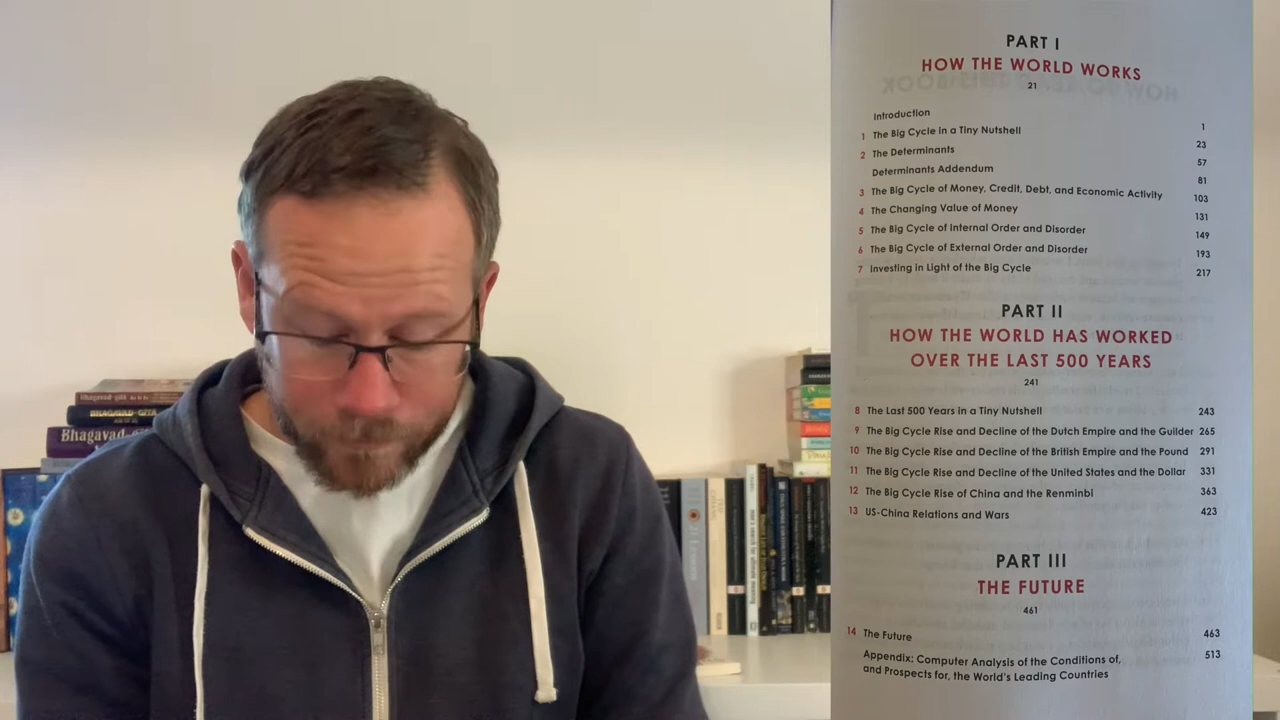 PART I
HOW THE WORLD WORKS
21
Introduction 1
1 The Big Cycle in a Tiny Nutshell 23
2 The Determinants 57
Determinants Addendum 81
3 The Big Cycle of Money, Credit, Debt, and Economic Activity 103
4 The Changing Value of Money 131
5 The Big Cycle of Internal Order and Disorder 149
6 The Big Cycle of External Order and Disorder 193
7 Investing in Light of the Big Cycle 217
PART II
HOW THE WORLD HAS WORKED
OVER THE LAST 500 YEARS
241
8 The Last 500 Years in a Tiny Nutshell 243
9 The Big Cycle Rise and Decline of the Dutch Empire and the Guilder 265
10 The Big Cycle Rise and Decline of the British Empire and the Pound 291
11 The Big Cycle Rise and Decline of the United States and the Dollar 331
12 The Big Cycle Rise of China and the Renminbi 363
13 US-China Relations and Wars 423
PART III
THE FUTURE
461
14 The Future 463
Appendix: Computer Analysis of the Conditions of, 513
and Prospects for, the World's Leading Countries
Bhagavad-gita
BHAGAVAD-GITA
Bhagavad-g